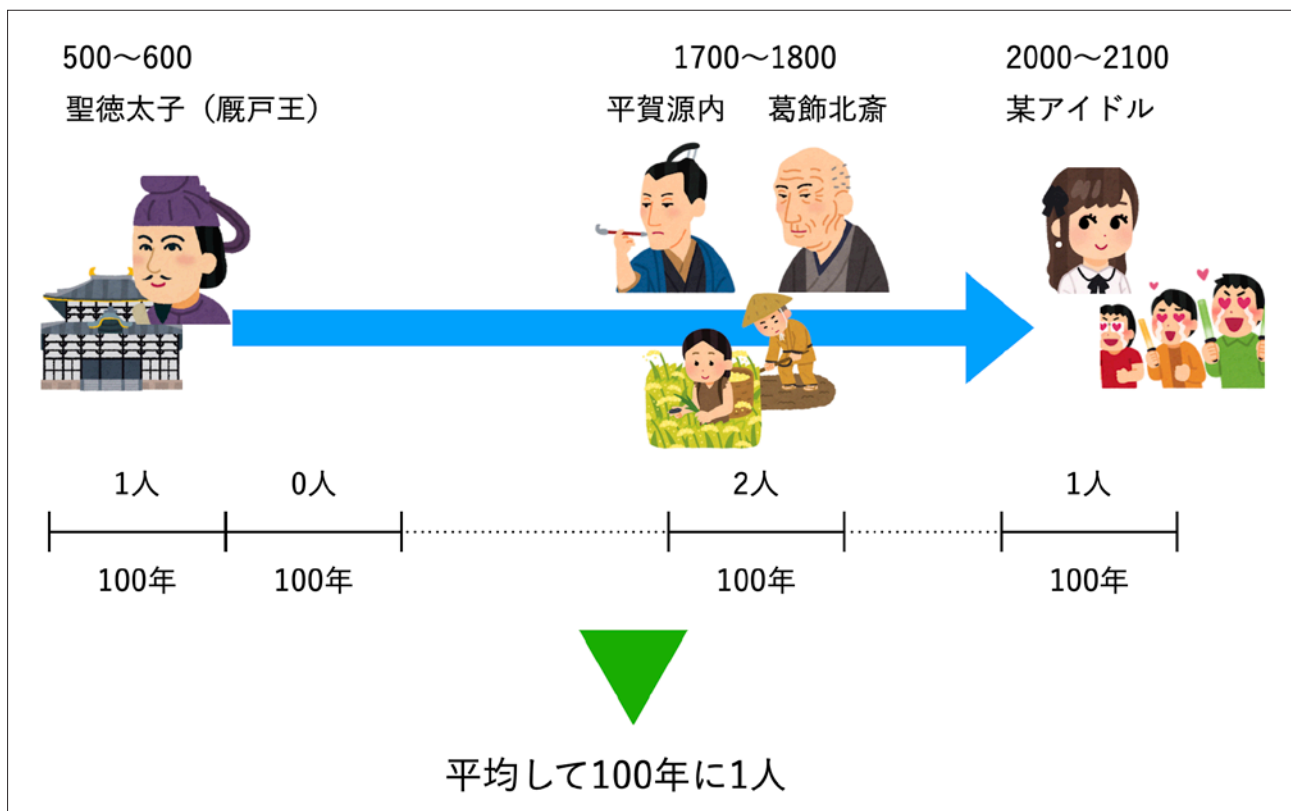 500〜600
聖徳太子（厩戸王）
1700〜1800
平賀源内 葛飾北斎
2000〜2100
某アイドル
1人 0人 2人 1人
100年 100年 100年 100年
平均して100年に1人